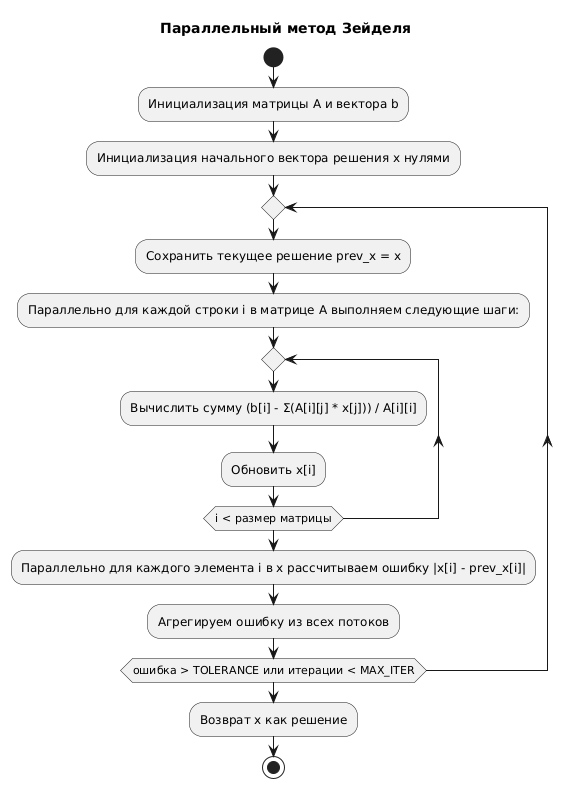 Параллельный метод Зейделя
Инициализация матрицы A и вектора b
Инициализация начального вектора решения x нулями
Сохранить текущее решение prev_x = x
Параллельно для каждой строки i в матрице A выполняем следующие шаги:
Вычислить сумму (b[i] - Σ(A[i][j] * x[j])) / A[i][i]
Обновить x[i]
i < размер матрицы
Параллельно для каждого элемента i в x рассчитываем ошибку |x[i] - prev_x[i]|
Агрегируем ошибку из всех потоков
ошибка > TOLERANCE или итерации < MAX_ITER
Возврат x как решение